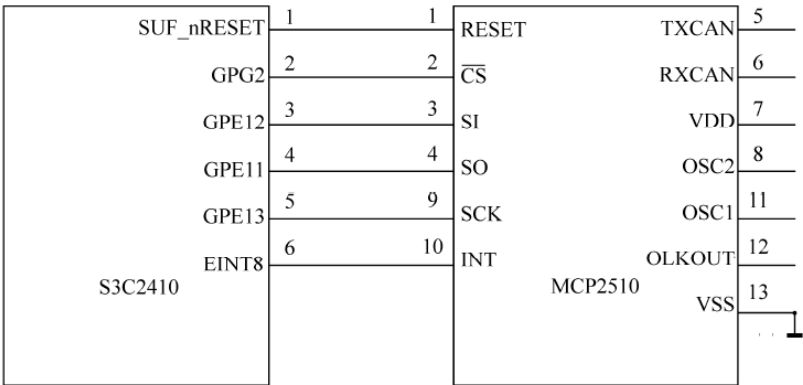 SUF_nRESET 1 1 RESET TXCAN 5
GPG2 2 2 CS RXCAN 6
GPE12 3 3 SI VDD 7
GPE11 4 4 SO OSC2 8
GPE13 5 9 SCK OSC1 11
EINT8 6 10 INT OLKOUT 12
S3C2410 MCP2510
VSS 13